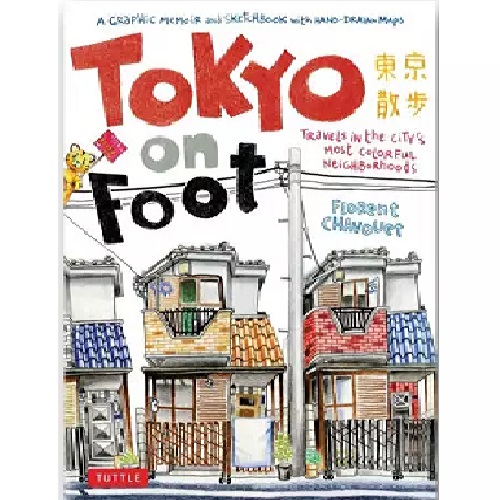 A GRAPHIC MEMOIR and SKETCHBOOK with HAND-DRAWN MAPS
TOKYO
on
Foot
東京
散歩
TRAVELS IN THE CITY'S
MOST COLORFUL
NEIGHBORHOODS
FLORENT
CHAVOUET
TUTTLE